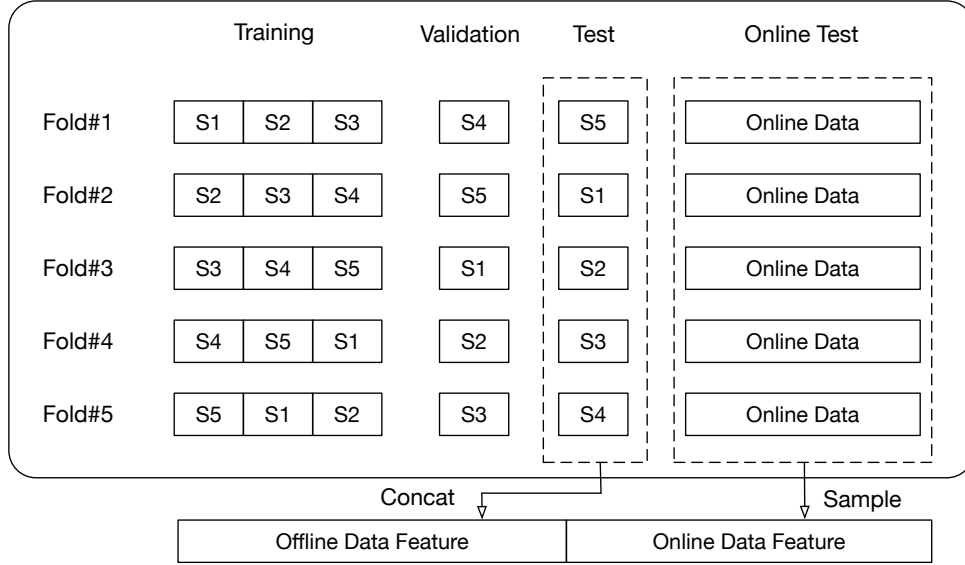 Training Validation Test Online Test
Fold#1 S1 S2 S3 S4 S5 Online Data
Fold#2 S2 S3 S4 S5 S1 Online Data
Fold#3 S3 S4 S5 S1 S2 Online Data
Fold#4 S4 S5 S1 S2 S3 Online Data
Fold#5 S5 S1 S2 S3 S4 Online Data
Concat Sample
Offline Data Feature Online Data Feature